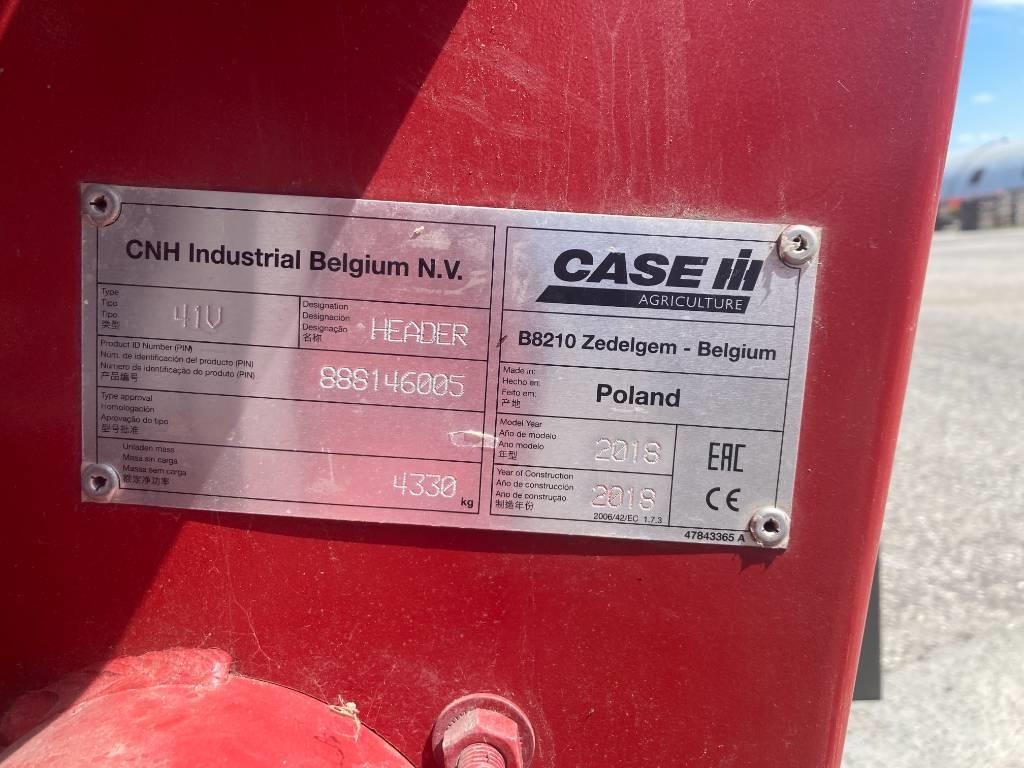 CNH Industrial Belgium N.V.
Type
Tipo
Tipo
类型
41V
Designation
Designación
Designação
名称
HEADER
Product ID Number (PIN)
Núm. de identificación del producto (PIN)
Número de identificação do produto (PIN)
产品编号
888146005
Type approval
Homologación
Aprovação do tipo
型号批准
Unladen mass
Masa sin carga
Massa sem carga
额定净功率
4330
kg
CASE IH
AGRICULTURE
B8210 Zedelgem - Belgium
Made in:
Hecho en:
Feito em:
产地
Poland
Model Year
Año de modelo
Ano modelo
年型
2018
Year of Construction
Año de construcción
Ano de construção
制造年份
2018
2006/42/EC 1.7.3
EAC
CE
47843365 A